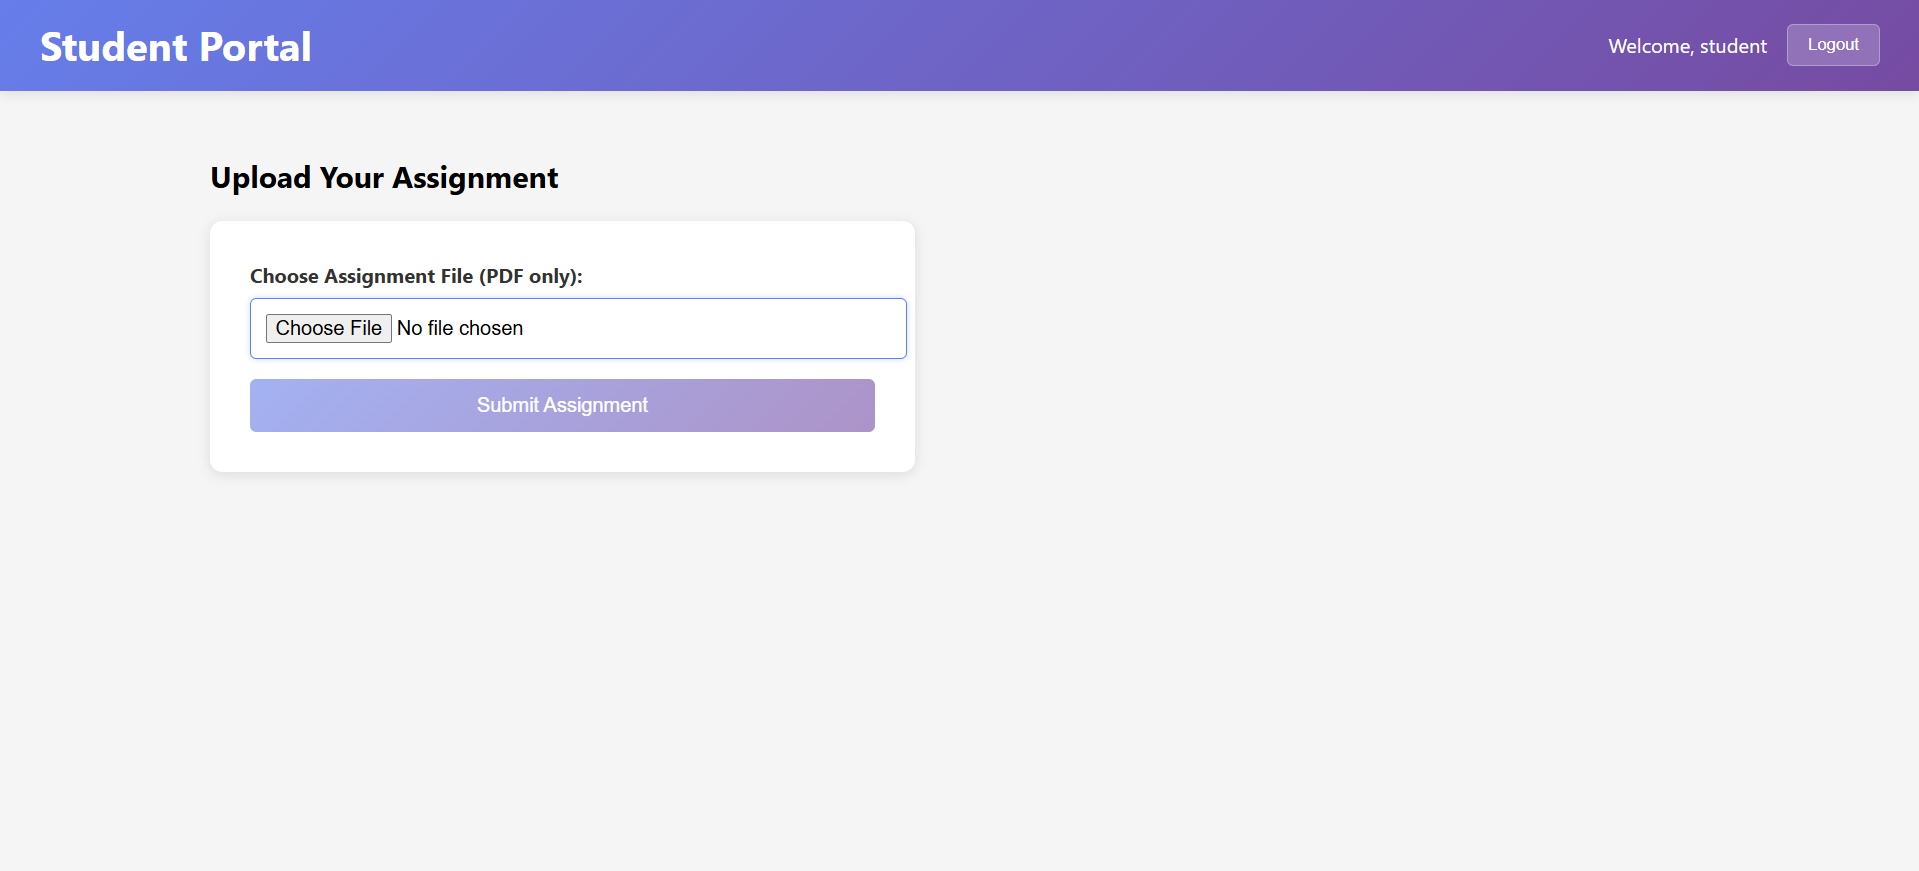 Student Portal
Welcome, student
Logout
Upload Your Assignment
Choose Assignment File (PDF only):
Choose File No file chosen
Submit Assignment